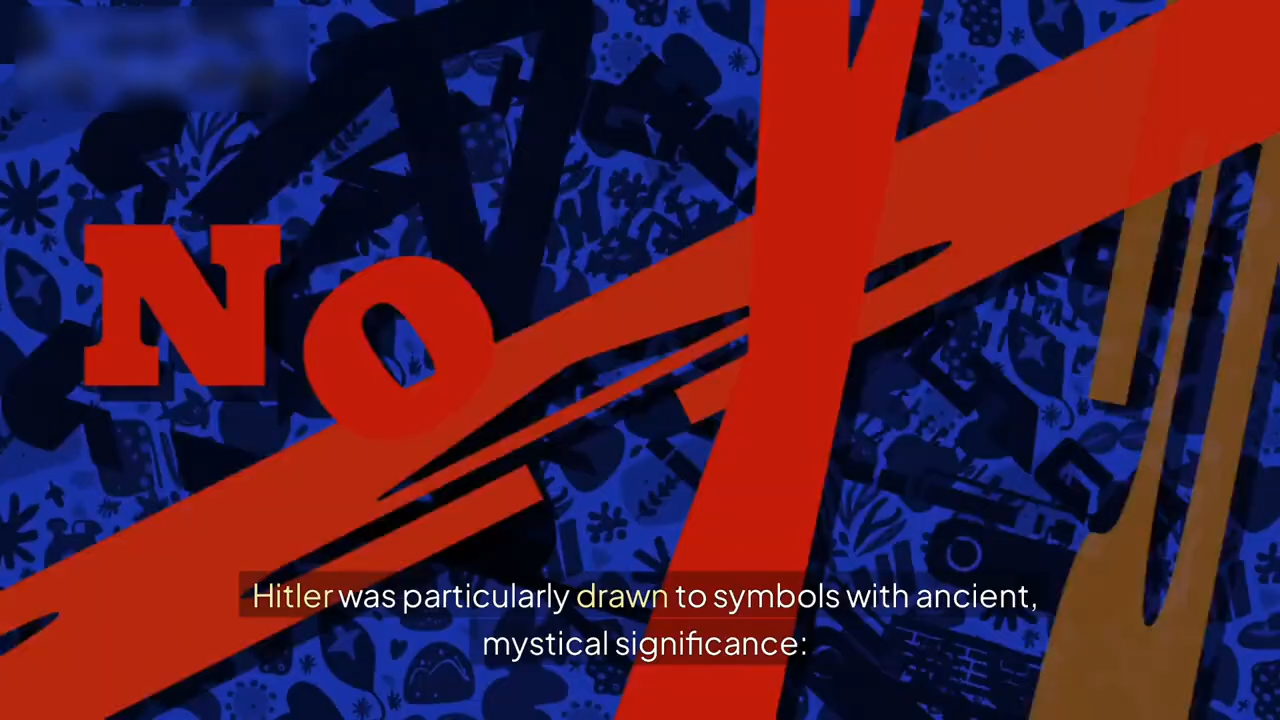 No
Hitler was particularly drawn to symbols with ancient,
mystical significance: